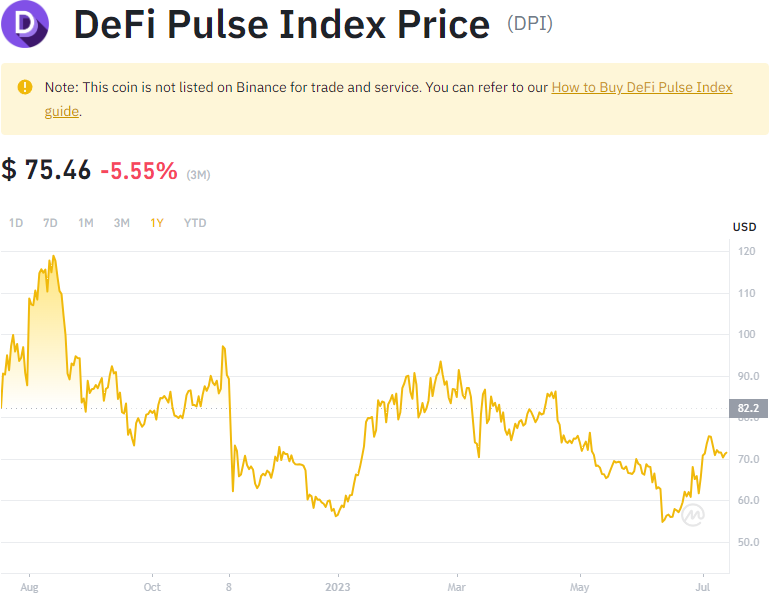 DeFi Pulse Index Price (DPI)
Note: This coin is not listed on Binance for trade and service. You can refer to our How to Buy DeFi Pulse Index
guide.
$ 75.46 -5.55% (3M)
1D 7D 1M 3M 1Y YTD
USD
120
110
100
90.0
82.2
80.0
70.0
60.0
50.0
Aug Oct 8 2023 Mar May Jul